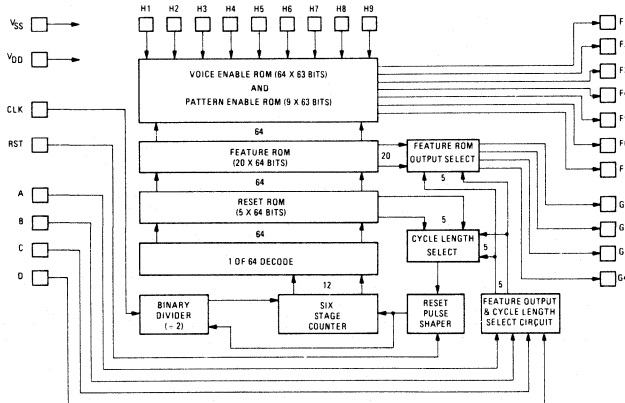 H1 H2 H3 H4 H5 H6 H7 H8 H9
VSS
VDD
CLK
RST
A
B
C
D
VOICE ENABLE ROM (64 X 63 BITS)
AND
PATTERN ENABLE ROM (9 X 63 BITS)
64
FEATURE ROM
(20 X 64 BITS)
20
FEATURE ROM
OUTPUT SELECT
64
5
RESET ROM
(5 X 64 BITS)
5
64
CYCLE LENGTH
SELECT
5
1 OF 64 DECODE
12
5
BINARY
DIVIDER
(÷ 2)
SIX
STAGE
COUNTER
RESET
PULSE
SHAPER
FEATURE OUTPUT
& CYCLE LENGTH
SELECT CIRCUIT
F
F
F
F
F
F
F
G
G
G
G